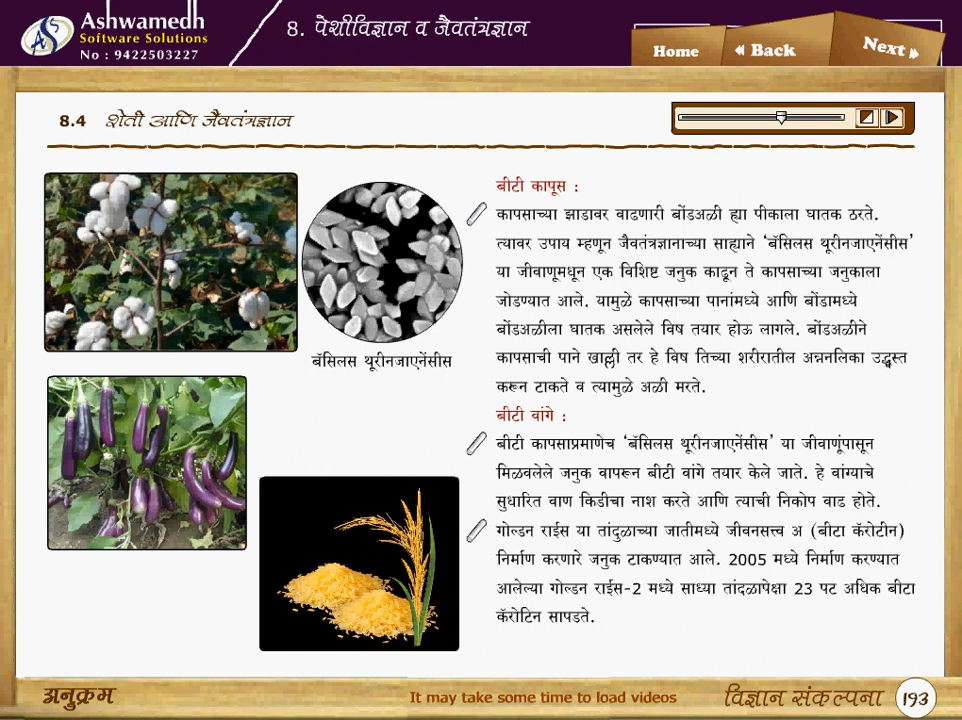 Ashwamedh
Software Solutions
No : 9422503227
8. पेशीविज्ञान व जैवतंत्रज्ञान
Home
Back
Next
8.4 शेती आणि जैवतंत्रज्ञान
बीटी कापूस :
कापसाच्या झाडावर वाढणारी बोंडअळी ह्या पीकाला घातक ठरते.
त्यावर उपाय म्हणून जैवतंत्रज्ञानाच्या साह्याने ‘बॅसिलस थूरीनजाएनेंसीस’
या जीवाणूमधून एक विशिष्ट जनुक काढून ते कापसाच्या जनुकाला
जोडण्यात आले. यामुळे कापसाच्या पानांमध्ये आणि बोंडामध्ये
बोंडअळीला घातक असलेले विष तयार होऊ लागले. बोंडअळीने
कापसाची पाने खाल्ली तर हे विष तिच्या शरीरातील अन्ननलिका उद्ध्वस्त
करून टाकते व त्यामुळे अळी मरते.
बॅसिलस थूरीनजाएनेंसीस
बीटी वांगे :
बीटी कापसाप्रमाणेच ‘बॅसिलस थूरीनजाएनेंसीस’ या जीवाणूंपासून
मिळवलेले जनुक वापरून बीटी वांगे तयार केले जाते. हे वांग्याचे
सुधारित वाण किडीचा नाश करते आणि त्याची निकोप वाढ होते.
गोल्डन राईस या तांदुळाच्या जातीमध्ये जीवनसत्त्व अ (बीटा कॅरोटीन)
निर्माण करणारे जनुक टाकण्यात आले. 2005 मध्ये निर्माण करण्यात
आलेल्या गोल्डन राईस-2 मध्ये साध्या तांदळापेक्षा 23 पट अधिक बीटा
कॅरोटिन सापडते.
अनुक्रम
It may take some time to load videos
विज्ञान संकल्पना
193